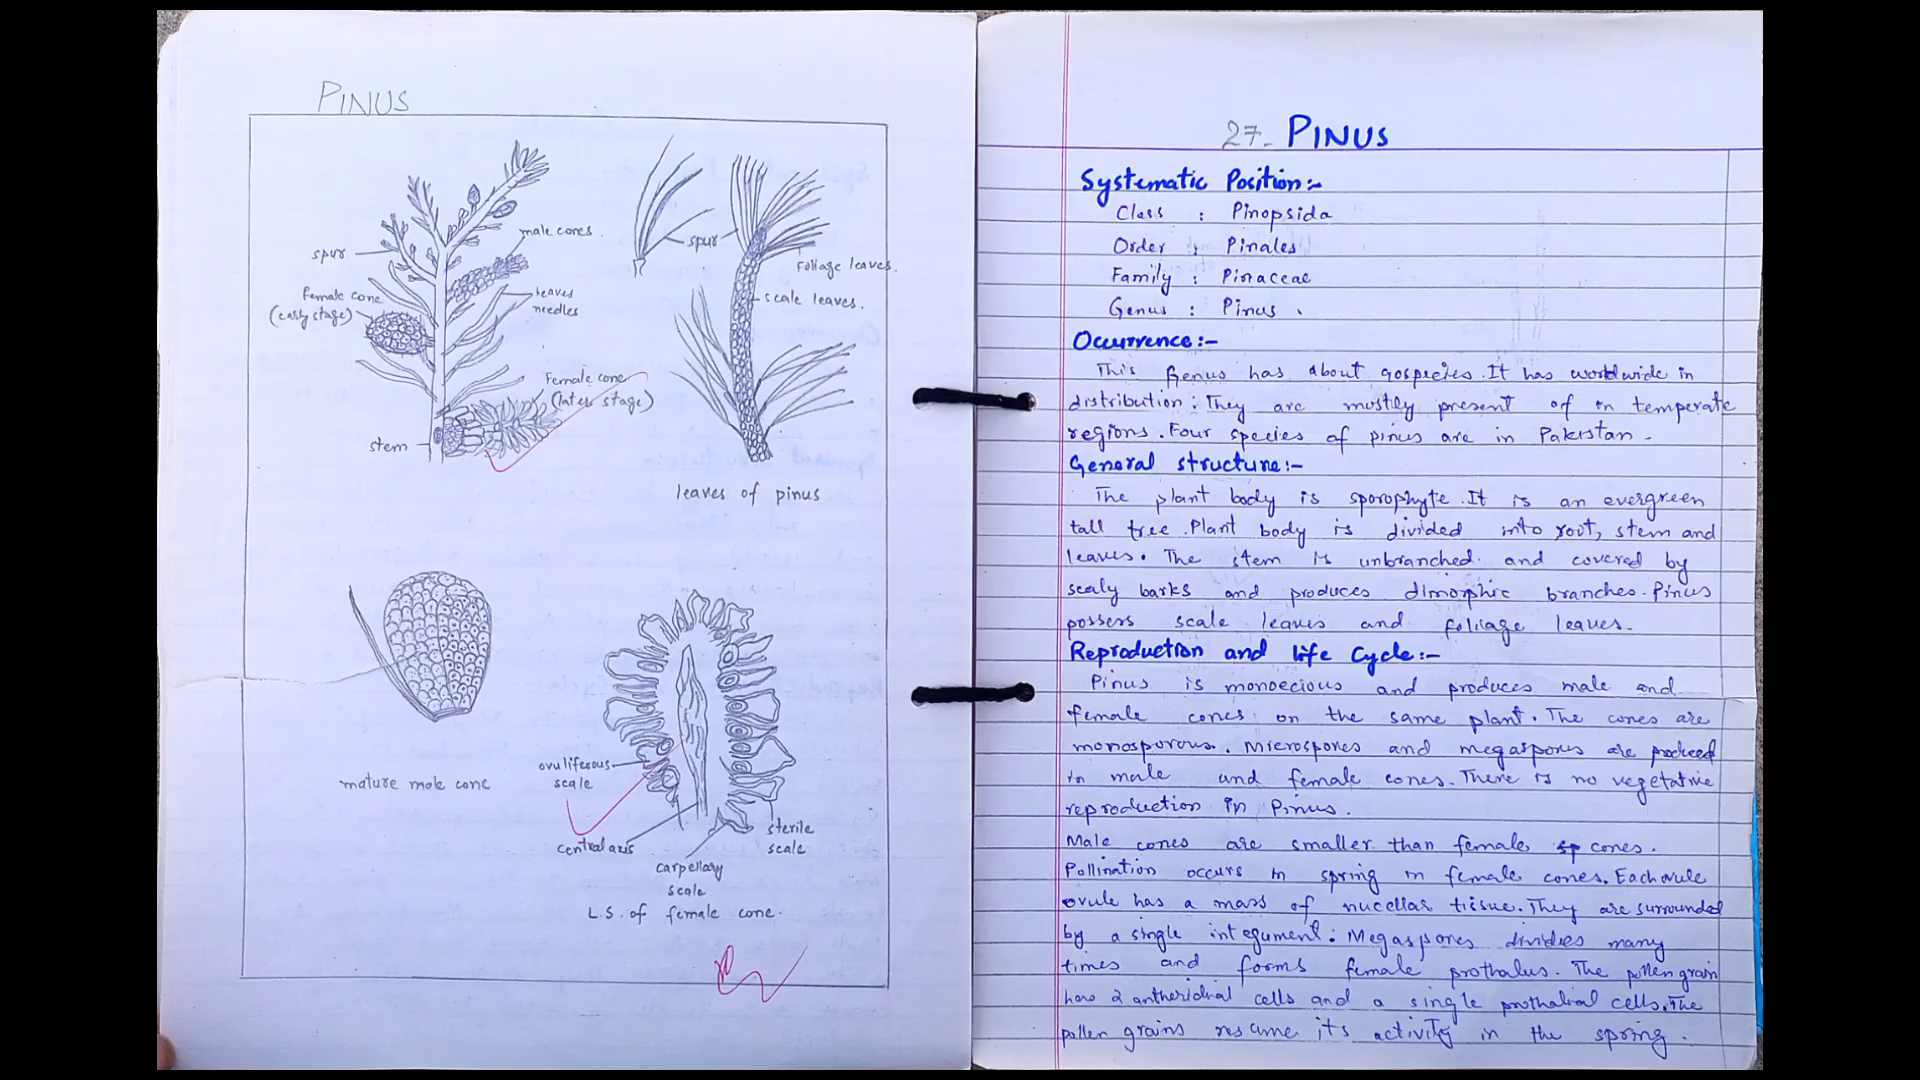 PINUS
spur
male cones
Female cone
(early stage)
leaves
needles
Female cone
(later stage)
stem
spur
Foliage leaves.
scale leaves.
leaves of pinus
mature male cone
ovuliferous
scale
central axis
carpellary
scale
sterile
scale
L.S. of female cone.
27- PINUS
Systematic Position:-
Class : Pinopsida
Order : Pinales
Family : Pinaceae
Genus : Pinus .
Occurrence:-
This Genus has about 90species. It has worldwide in
distribution. They are mostly present of in temperate
regions. Four species of pinus are in Pakistan.
General structure:-
The plant body is sporophyte. It is an evergreen
tall tree. Plant body is divided into root, stem and
leaves. The stem is unbranched and covered by
scaly barks and produces dimorphic branches. Pinus
possers scale leaves and foliage leaves.
Reproduction and life Cycle:-
Pinus is monoecious and produces male and
female cones on the same plant. The cones are
monosporous. Microspores and megaspores are produced
in male and female cones. There is no vegetative
reproduction in Pinus.
Male cones are smaller than female cones.
Pollination occurs in spring in female cones. Each ovule
ovule has a mass of nucellar tissue. They are surrounded
by a single integument. Megaspores dividies many
times and forms female prothalus. The pollen grain
has 2 antheridial cells and a single prothalial cells. The
pollen grains resume its activity in the spring.